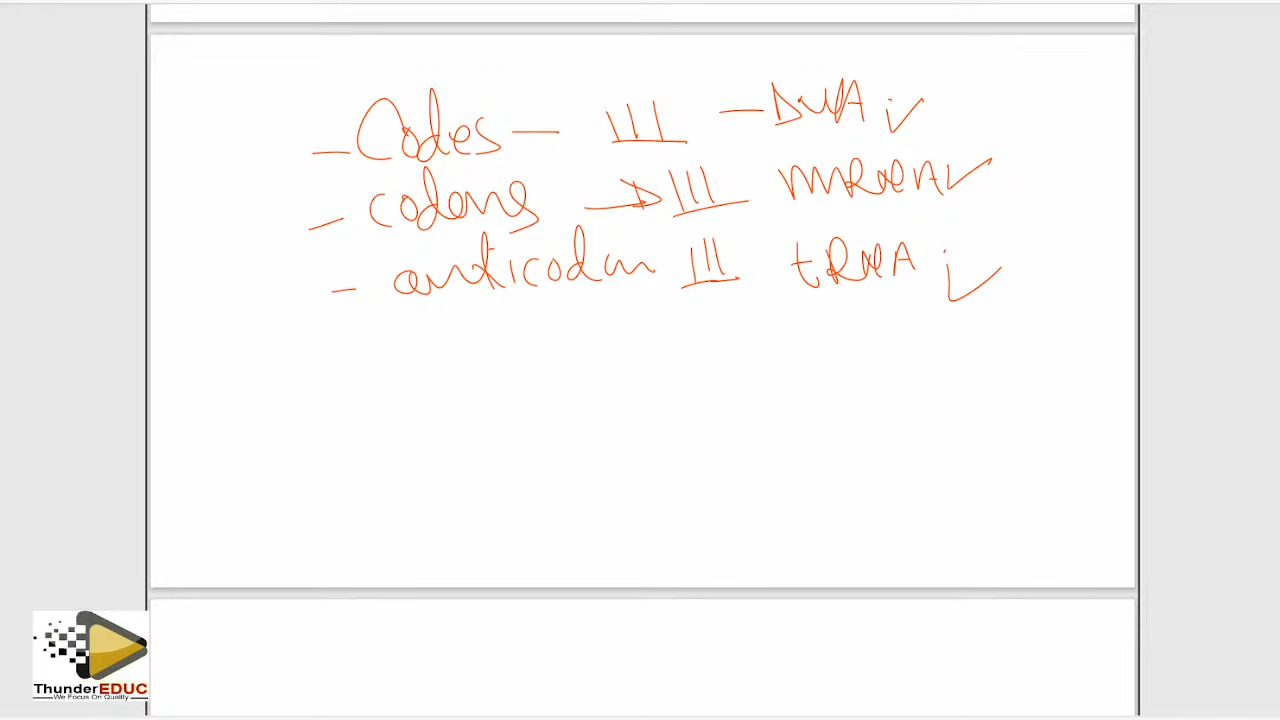 - Codes - III - DNA ✓
- codons → III mRNA ✓
- anticodon III tRNA ✓
ThunderEDUC
We Focus On Quality